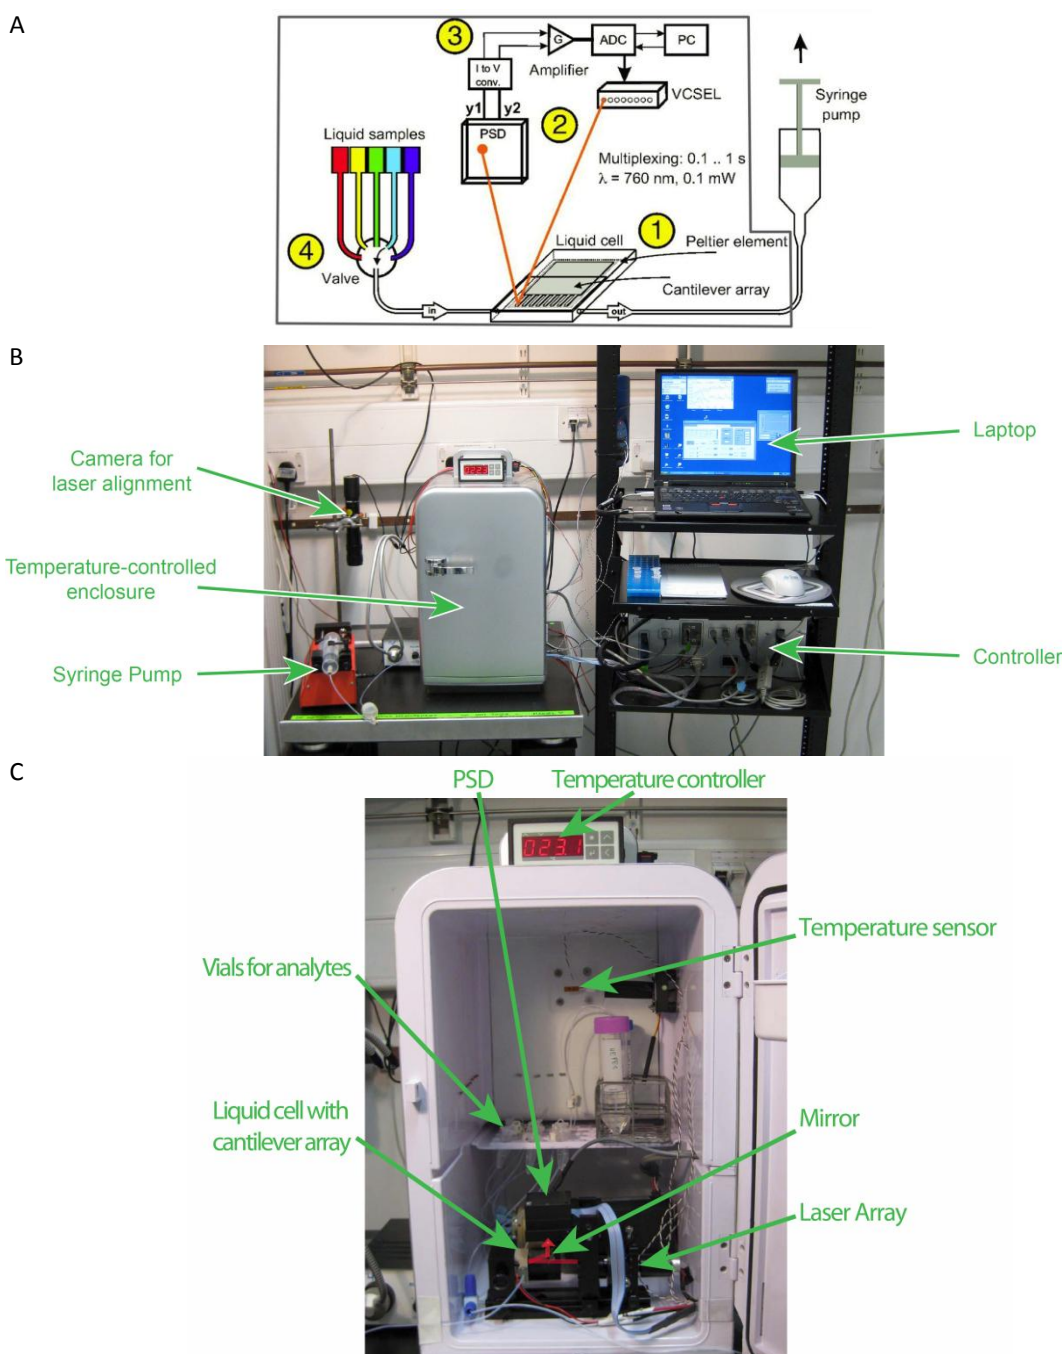 A
3
I to V
conv.
G
Amplifier
ADC
PC
VCSEL
Syringe
pump
y1 y2
PSD
2
Liquid samples
Multiplexing: 0.1 .. 1 s
λ = 760 nm, 0.1 mW
4
Valve
Liquid cell
1
Peltier element
Cantilever array
in
out
B
Camera for
laser alignment
Temperature-controlled
enclosure
Syringe Pump
Laptop
Controller
C
PSD
Temperature controller
023.1
Temperature sensor
Vials for analytes
Liquid cell with
cantilever array
Mirror
Laser Array